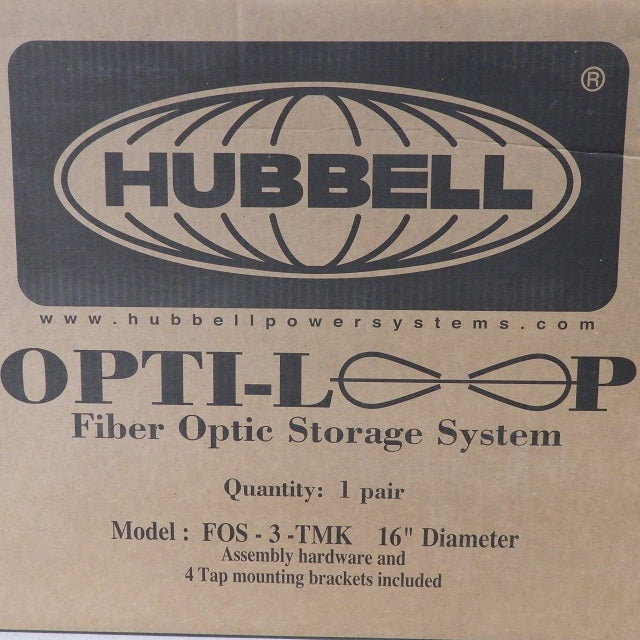 ®
HUBBELL
www.hubbellpowersystems.com
OPTI-LOOP
Fiber Optic Storage System
Quantity: 1 pair
Model : FOS - 3 -TMK 16" Diameter
Assembly hardware and
4 Tap mounting brackets included